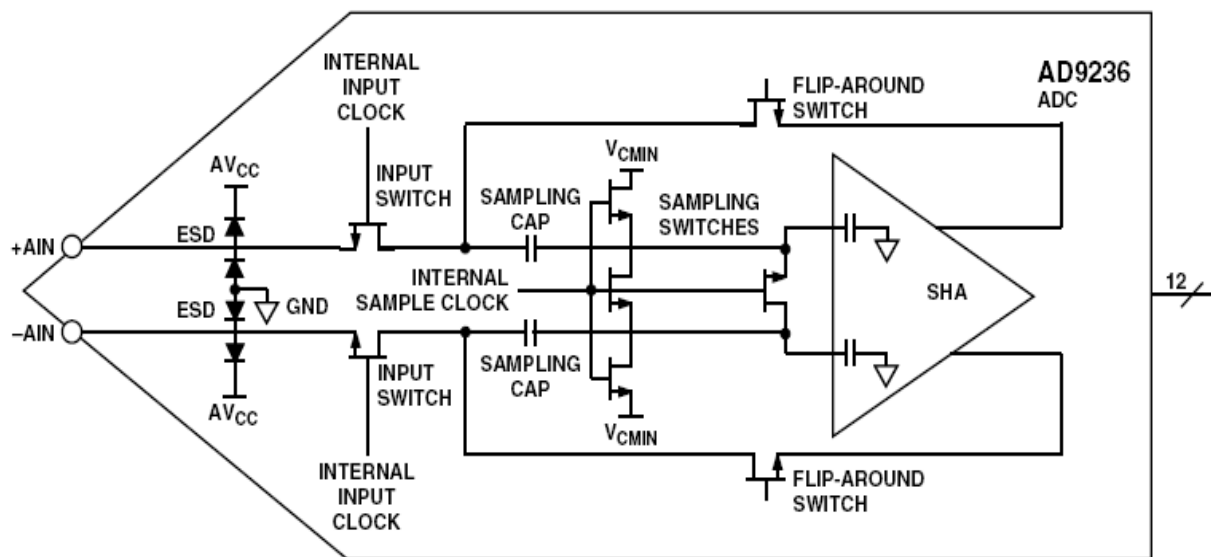 INTERNAL
INPUT
CLOCK
AD9236
ADC
FLIP-AROUND
SWITCH
AVCC
INPUT
SWITCH
VCMIN
SAMPLING
CAP
SAMPLING
SWITCHES
+AIN
ESD
INTERNAL
SAMPLE CLOCK
GND
SHA
12
ESD
–AIN
SAMPLING
CAP
INPUT
SWITCH
AVCC
VCMIN
INTERNAL
INPUT
CLOCK
FLIP-AROUND
SWITCH